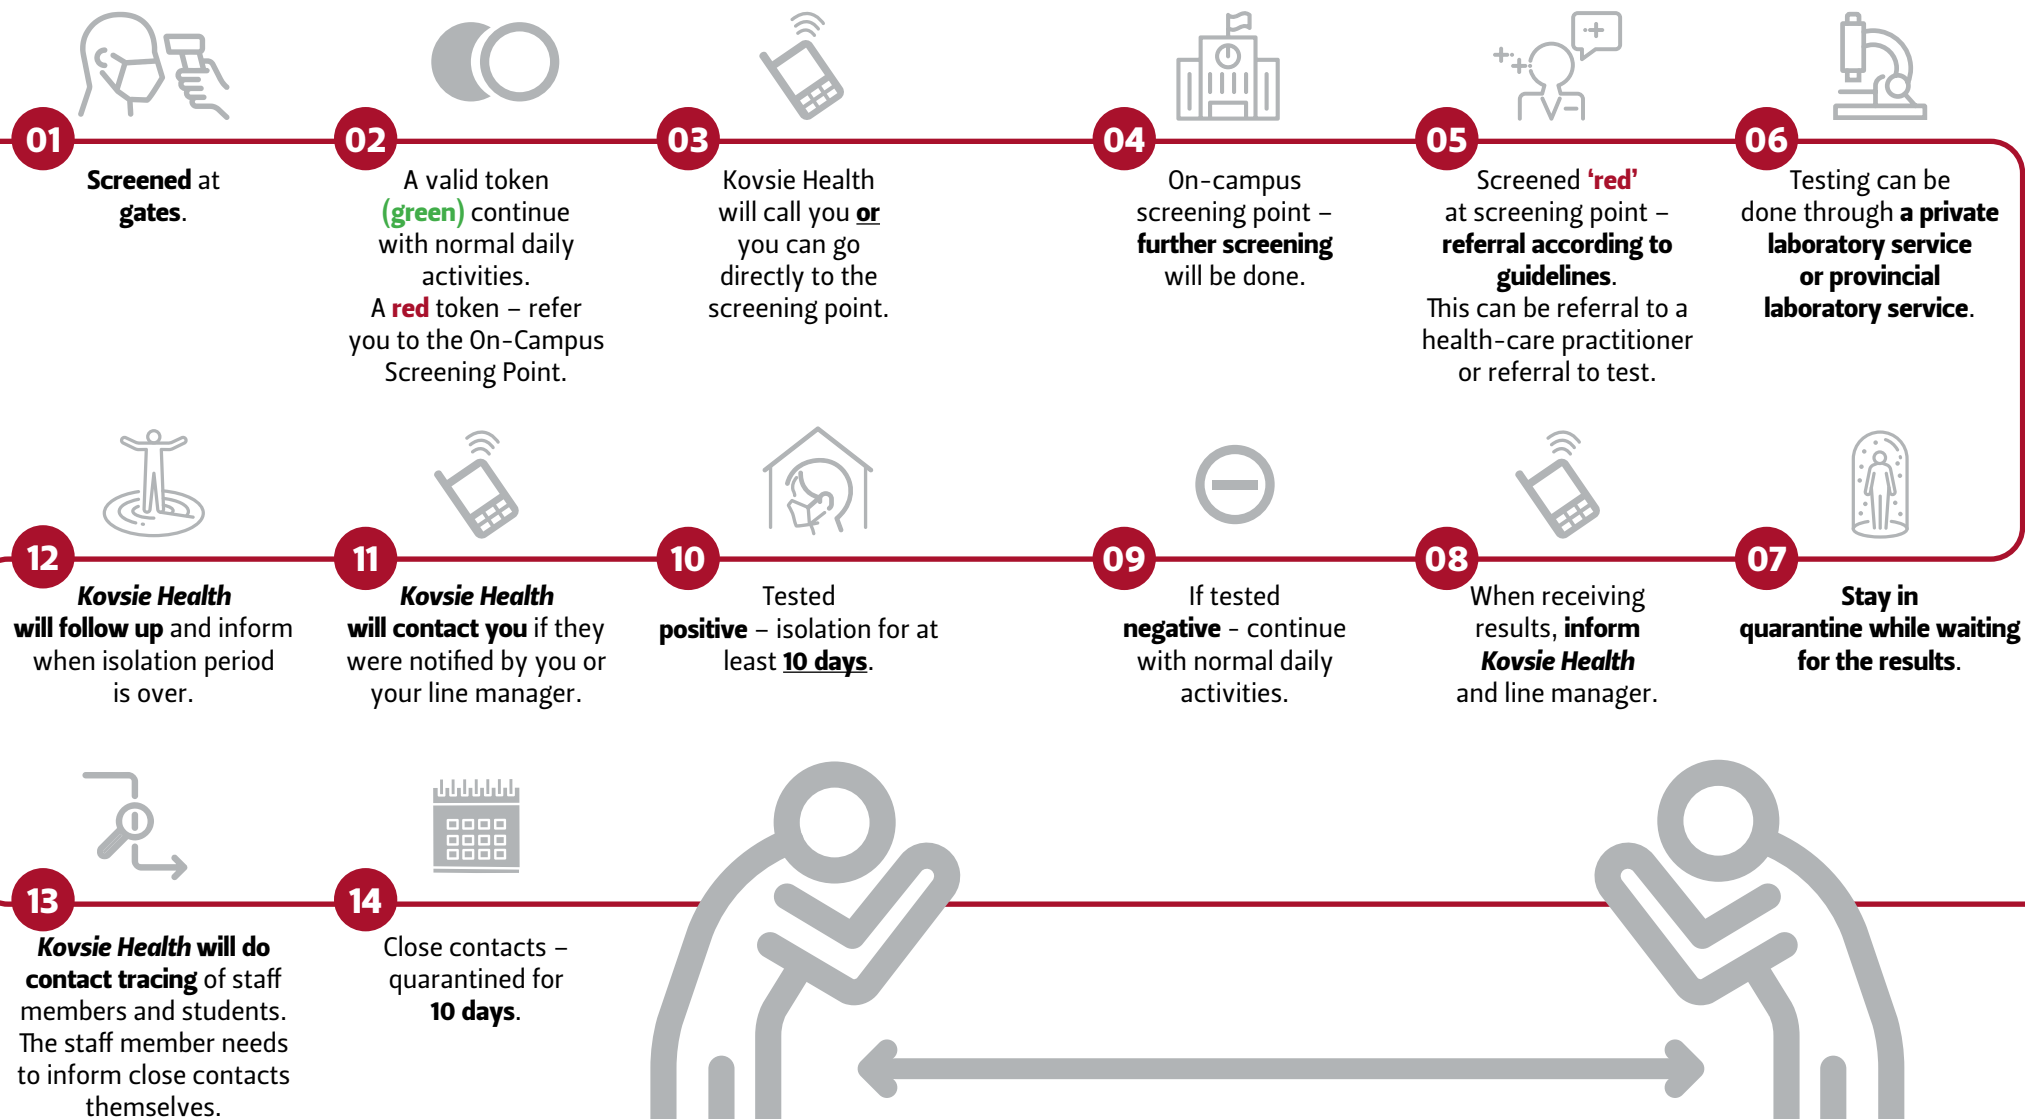 01
Screened at
gates.
02
A valid token
(green) continue
with normal daily
activities.
A red token – refer
you to the On-Campus
Screening Point.
03
Kovsie Health
will call you or
you can go
directly to the
screening point.
04
On-campus
screening point –
further screening
will be done.
05
Screened ‘red’
at screening point –
referral according to
guidelines.
This can be referral to a
health-care practitioner
or referral to test.
06
Testing can be
done through a private
laboratory service
or provincial
laboratory service.
07
Stay in
quarantine while waiting
for the results.
08
When receiving
results, inform
Kovsie Health
and line manager.
09
If tested
negative - continue
with normal daily
activities.
10
Tested
positive – isolation for at
least 10 days.
11
Kovsie Health
will contact you if they
were notified by you or
your line manager.
12
Kovsie Health
will follow up and inform
when isolation period
is over.
13
Kovsie Health will do
contact tracing of staff
members and students.
The staff member needs
to inform close contacts
themselves.
14
Close contacts –
quarantined for
10 days.